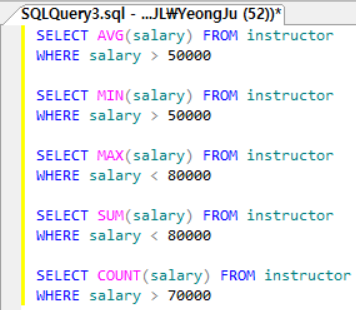 SQLQuery3.sql - ...JL₩YeongJu (52))*
SELECT AVG(salary) FROM instructor
WHERE salary > 50000
SELECT MIN(salary) FROM instructor
WHERE salary > 50000
SELECT MAX(salary) FROM instructor
WHERE salary < 80000
SELECT SUM(salary) FROM instructor
WHERE salary < 80000
SELECT COUNT(salary) FROM instructor
WHERE salary > 70000